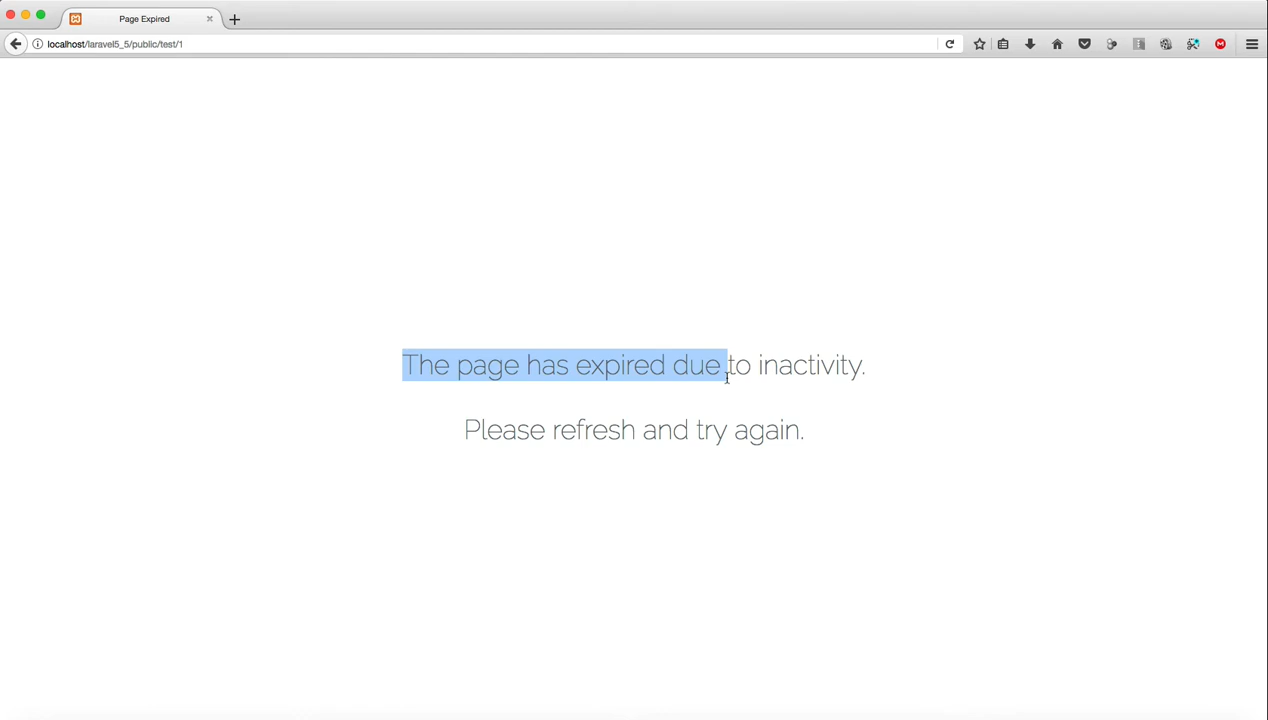 Page Expired
localhost/laravel5_5/public/test/1
The page has expired due to inactivity.
Please refresh and try again.